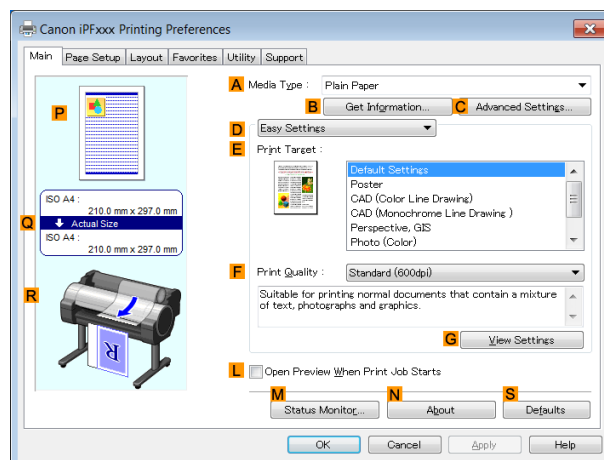 Canon iPFxxx Printing Preferences
Main Page Setup Layout Favorites Utility Support
A Media Type : Plain Paper
B Get Information... C Advanced Settings...
D Easy Settings
E Print Target :
Default Settings
Poster
CAD (Color Line Drawing)
CAD (Monochrome Line Drawing )
Perspective, GIS
Photo (Color)
P
ISO A4 :
210.0 mm x 297.0 mm
Q Actual Size
ISO A4 :
210.0 mm x 297.0 mm
R
F Print Quality : Standard (600dpi)
Suitable for printing normal documents that contain a mixture
of text, photographs and graphics.
G View Settings
L Open Preview When Print Job Starts
M Status Monitor... N About S Defaults
OK Cancel Apply Help